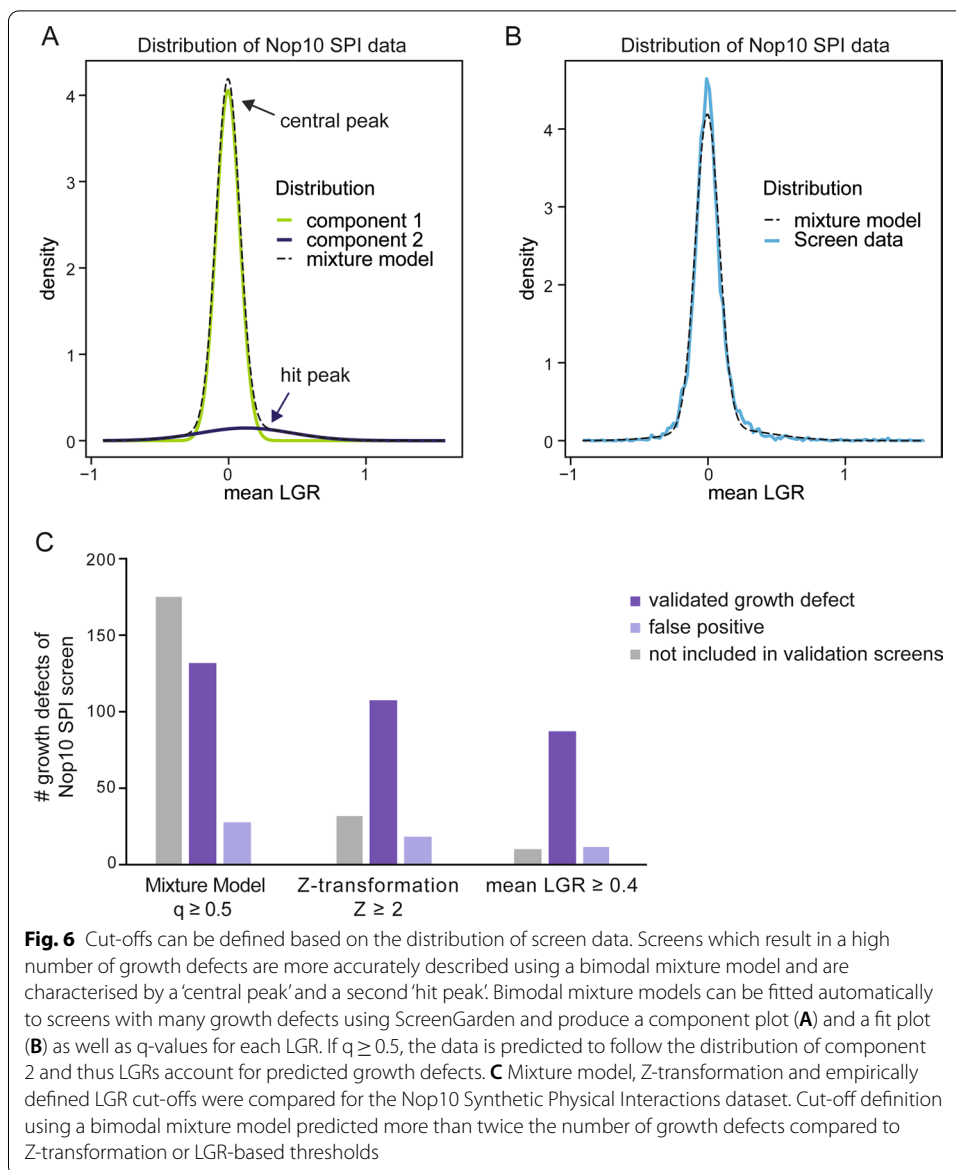 A
Distribution of Nop10 SPI data
4
3
2
1
0
density
central peak
Distribution
component 1
component 2
mixture model
hit peak
−1
0
1
mean LGR
B
Distribution of Nop10 SPI data
4
3
2
1
0
density
Distribution
mixture model
Screen data
−1
0
1
mean LGR
C
200
150
100
50
0
# growth defects of
Nop10 SPI screen
validated growth defect
false positive
not included in validation screens
Mixture Model
q ≥ 0.5
Z-transformation
Z ≥ 2
mean LGR ≥ 0.4
Fig. 6 Cut-offs can be defined based on the distribution of screen data. Screens which result in a high
number of growth defects are more accurately described using a bimodal mixture model and are
characterised by a ‘central peak’ and a second ‘hit peak’. Bimodal mixture models can be fitted automatically
to screens with many growth defects using ScreenGarden and produce a component plot (A) and a fit plot
(B) as well as q-values for each LGR. If q ≥ 0.5, the data is predicted to follow the distribution of component
2 and thus LGRs account for predicted growth defects. C Mixture model, Z-transformation and empirically
defined LGR cut-offs were compared for the Nop10 Synthetic Physical Interactions dataset. Cut-off definition
using a bimodal mixture model predicted more than twice the number of growth defects compared to
Z-transformation or LGR-based thresholds